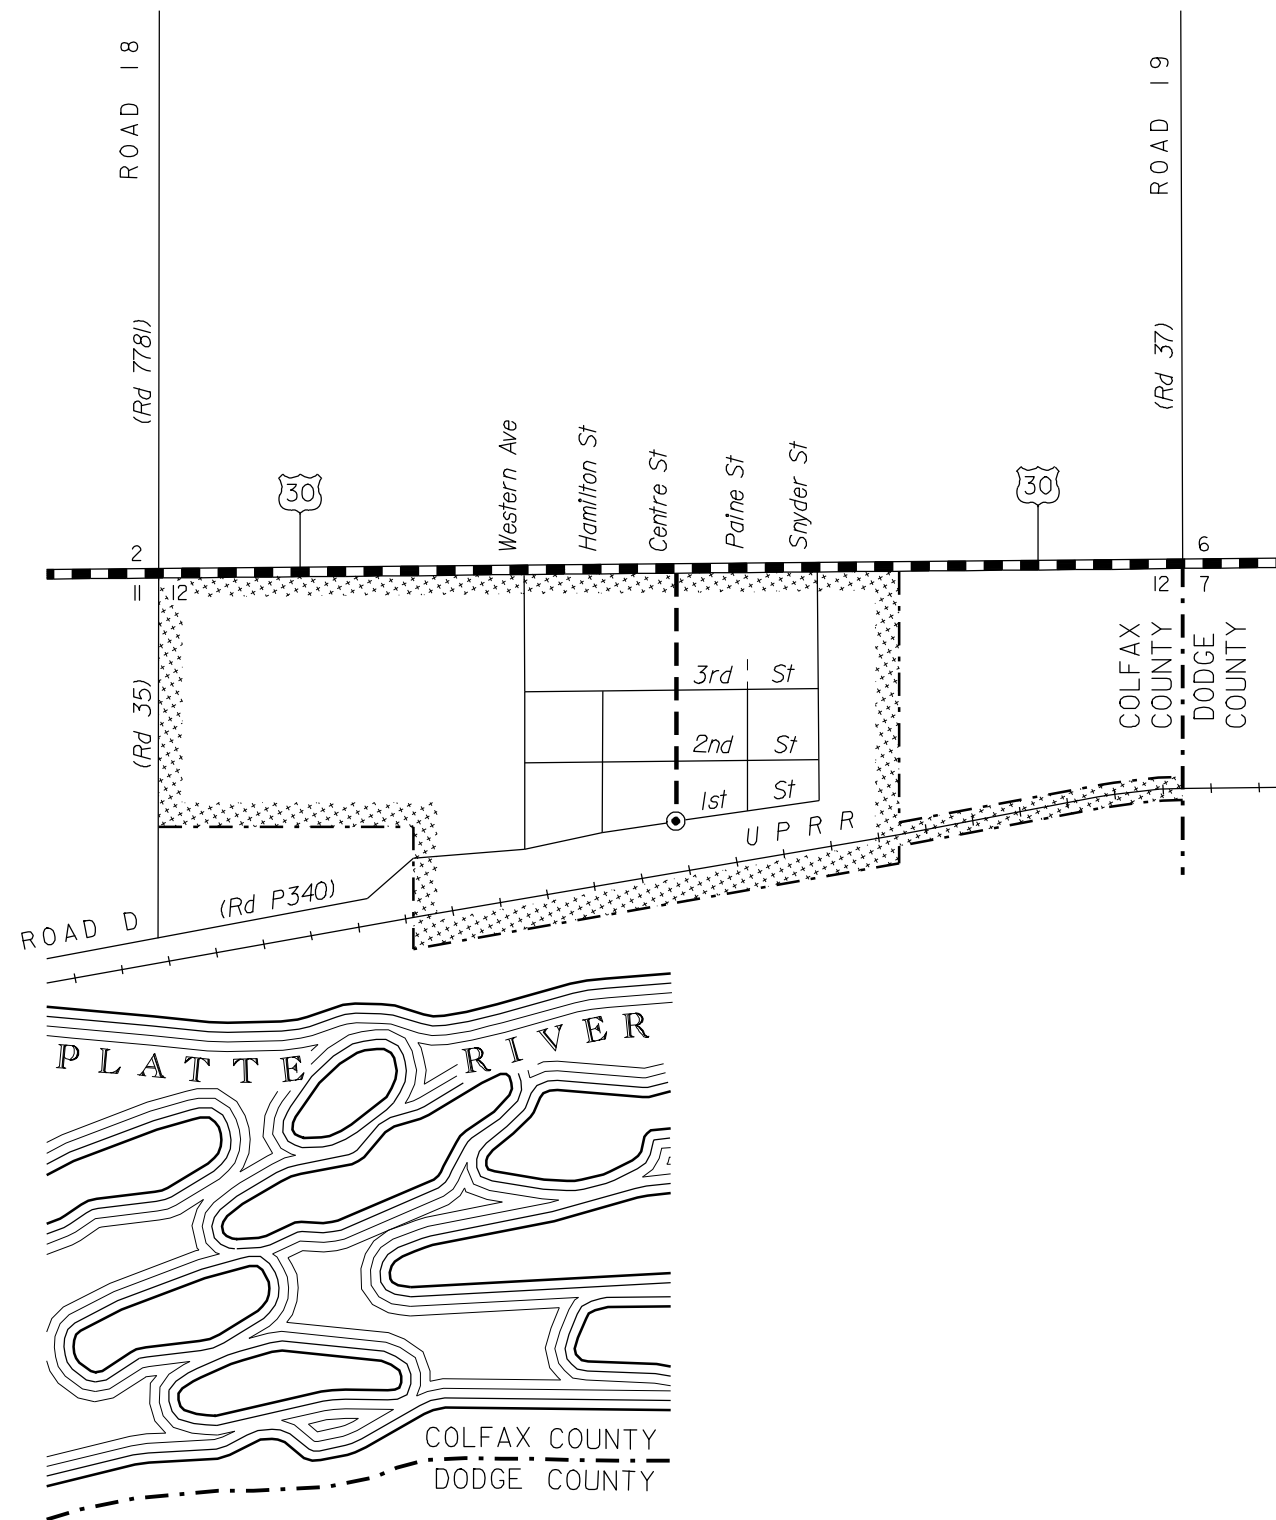 ROAD 18
ROAD 19
(Rd 7781)
(Rd 37)
Western Ave
Hamilton St
Centre St
Paine St
Snyder St
30
30
2
6
11
12
12
7
COLFAX
COUNTY
DODGE
COUNTY
(Rd 35)
3rd St
2nd St
1st St
U P R R
(Rd P340)
ROAD D
PLATTE RIVER
COLFAX COUNTY
DODGE COUNTY